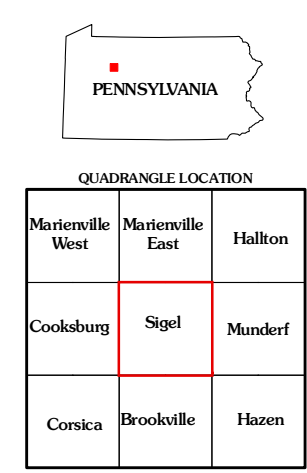 PENNSYLVANIA
QUADRANGLE LOCATION
Marienville
West
Marienville
East
Hallton
Cooksburg
Sigel
Munderf
Corsica
Brookville
Hazen